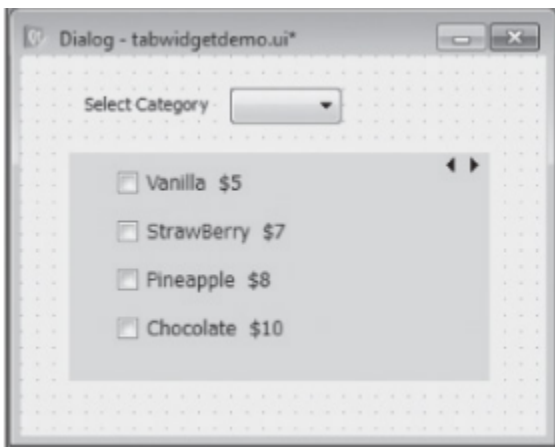 Dialog - tabwidgetdemo.ui*
Select Category
Vanilla $5
StrawBerry $7
Pineapple $8
Chocolate $10